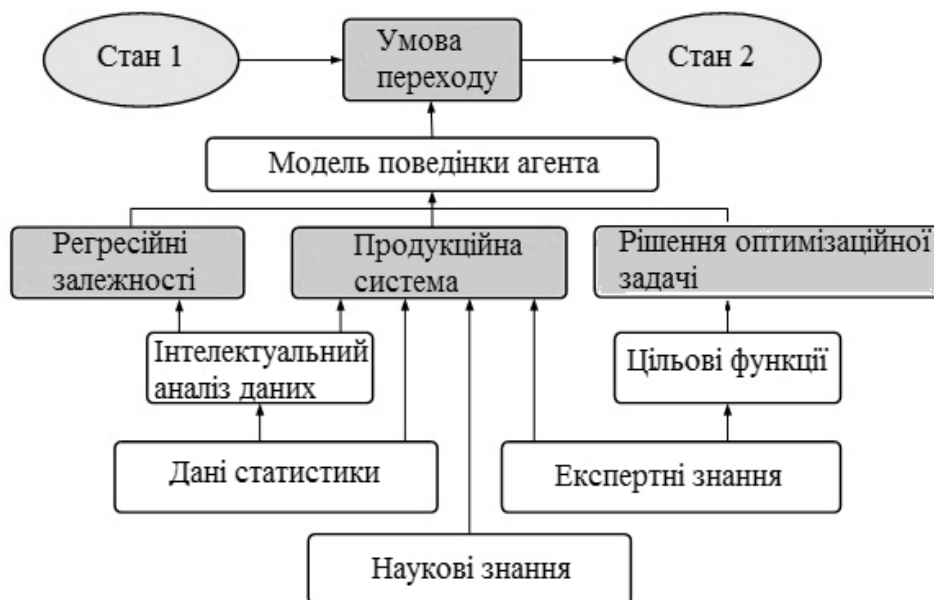 Стан 1
Умова
переходу
Стан 2
Модель поведінки агента
Регресійні
залежності
Продукційна
система
Рішення оптимізаційної
задачі
Інтелектуальний
аналіз даних
Цільові функції
Дані статистики
Експертні знання
Наукові знання